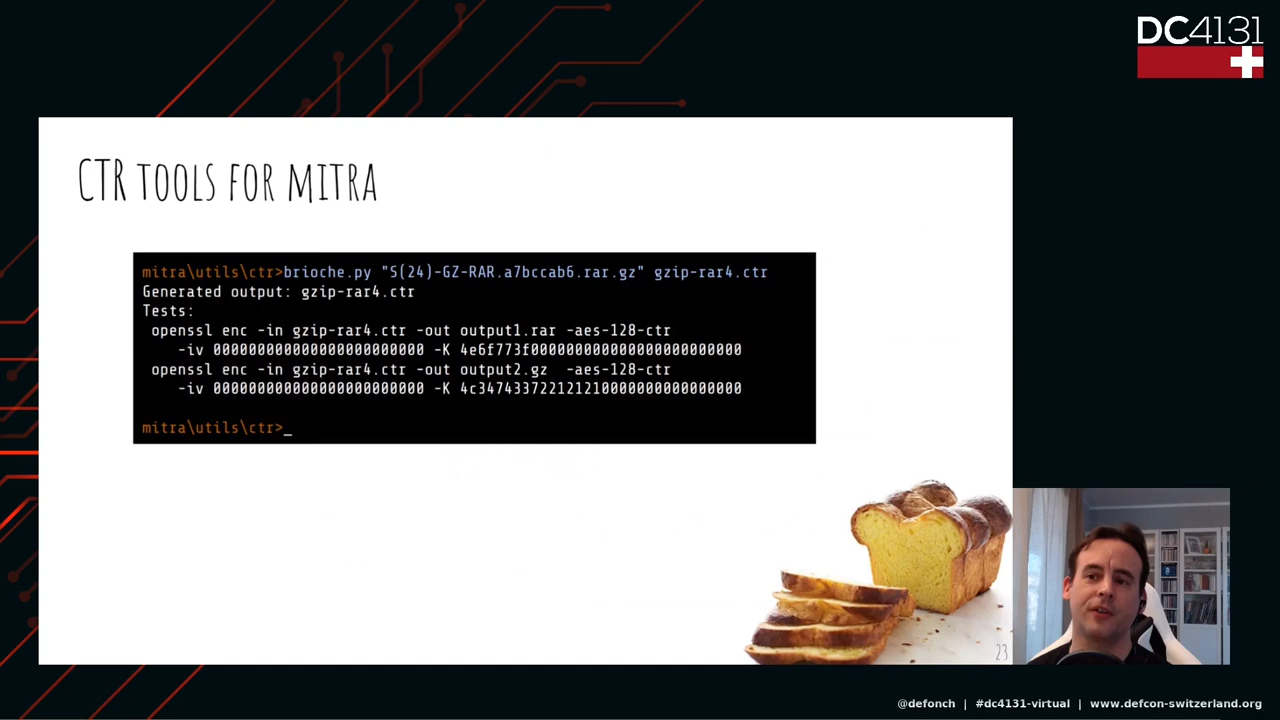 DC4131
CTR TOOLS FOR MITRA
mitra\utils\ctr>brioche.py "S(24)-GZ-RAR.a7bccab6.rar.gz" gzip-rar4.ctr
Generated output: gzip-rar4.ctr
Tests:
openssl enc -in gzip-rar4.ctr -out output1.rar -aes-128-ctr
-iv 000000000000000000000000 -K 4e6f773f000000000000000000000000
openssl enc -in gzip-rar4.ctr -out output2.gz -aes-128-ctr
-iv 000000000000000000000000 -K 4c347433722121210000000000000000
mitra\utils\ctr>_
23
@defonch | #dc4131-virtual | www.defcon-switzerland.org